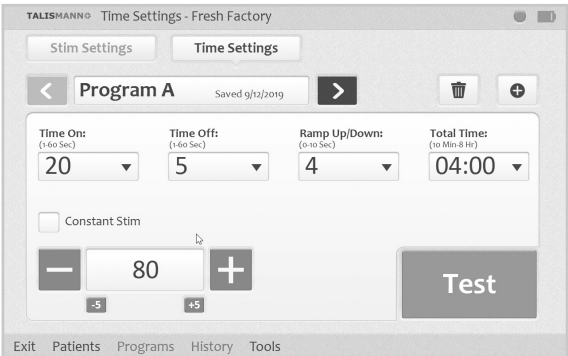 TALISMANN Time Settings - Fresh Factory
Stim Settings Time Settings
Program A Saved 9/12/2019
Time On: Time Off: Ramp Up/Down: Total Time:
(1-60 Sec) (1-60 Sec) (0-10 Sec) (10 Min-8 Hr)
20 5 4 04:00
Constant Stim
80
Test
-5 +5
Exit Patients Programs History Tools